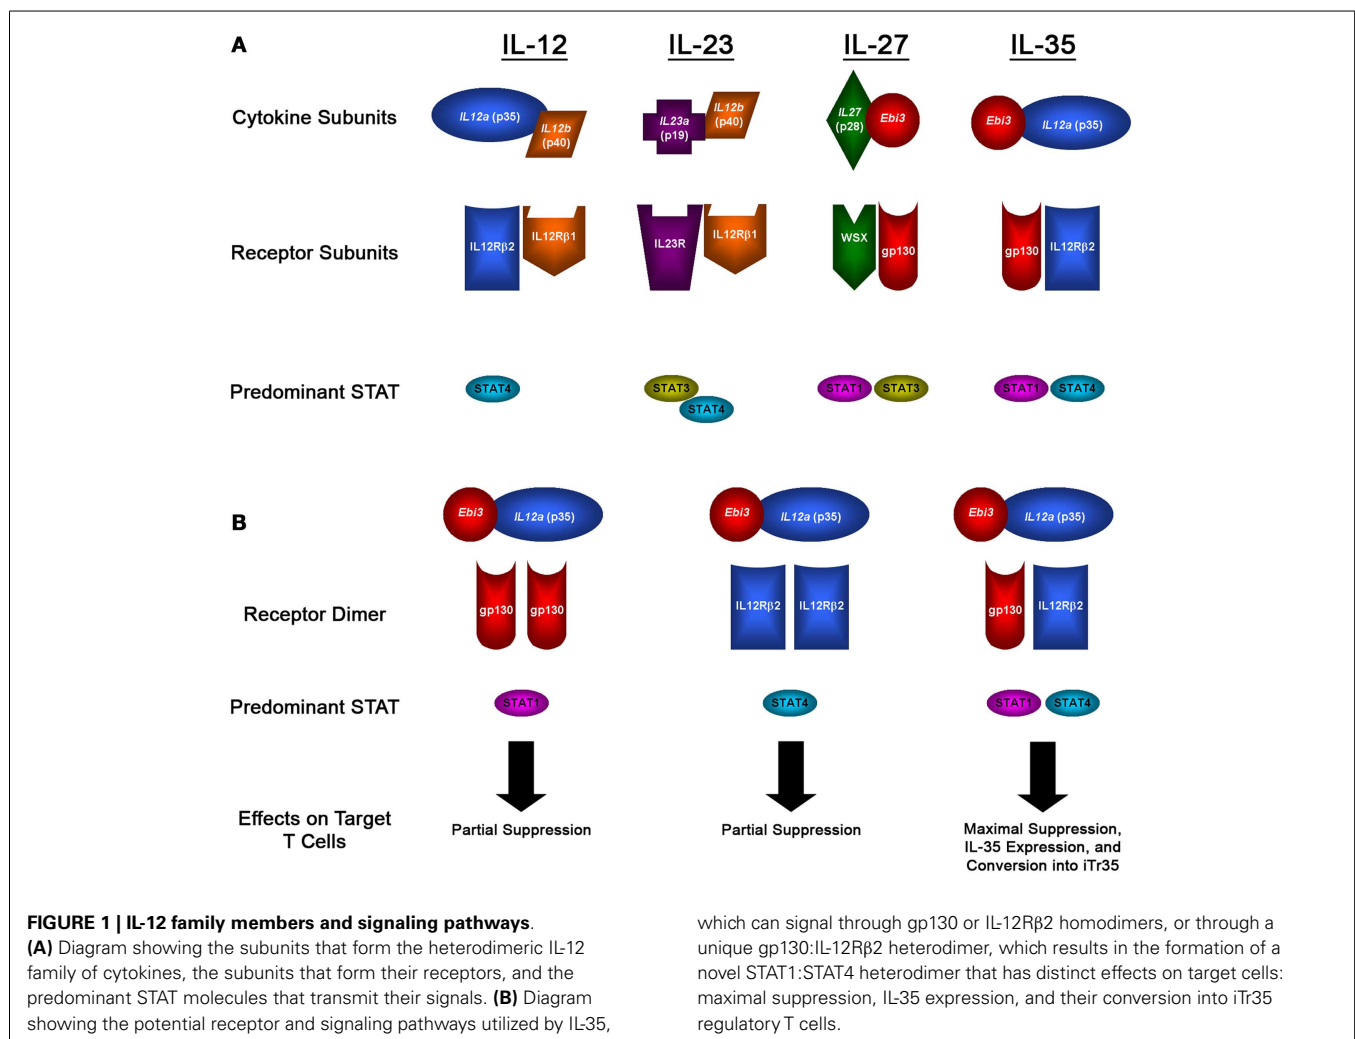 A IL-12 IL-23 IL-27 IL-35
Cytokine Subunits
IL12a (p35)
IL12b
(p40)
IL23a
(p19)
IL12b
(p40)
IL27
(p28)
Ebi3
Ebi3
IL12a (p35)
Receptor Subunits
IL12Rβ2
IL12Rβ1
IL23R
IL12Rβ1
WSX
gp130
gp130
IL12Rβ2
Predominant STAT
STAT4
STAT3
STAT4
STAT1
STAT3
STAT1
STAT4
B
Ebi3
IL12a (p35)
Ebi3
IL12a (p35)
Ebi3
IL12a (p35)
Receptor Dimer
gp130
gp130
IL12Rβ2
IL12Rβ2
gp130
IL12Rβ2
Predominant STAT
STAT1
STAT4
STAT1
STAT4
Effects on Target
T Cells
Partial Suppression
Partial Suppression
Maximal Suppression,
IL-35 Expression, and
Conversion into iTr35
FIGURE 1 | IL-12 family members and signaling pathways.
(A) Diagram showing the subunits that form the heterodimeric IL-12
family of cytokines, the subunits that form their receptors, and the
predominant STAT molecules that transmit their signals. (B) Diagram
showing the potential receptor and signaling pathways utilized by IL-35,
which can signal through gp130 or IL-12Rβ2 homodimers, or through a
unique gp130:IL-12Rβ2 heterodimer, which results in the formation of a
novel STAT1:STAT4 heterodimer that has distinct effects on target cells:
maximal suppression, IL-35 expression, and their conversion into iTr35
regulatory T cells.